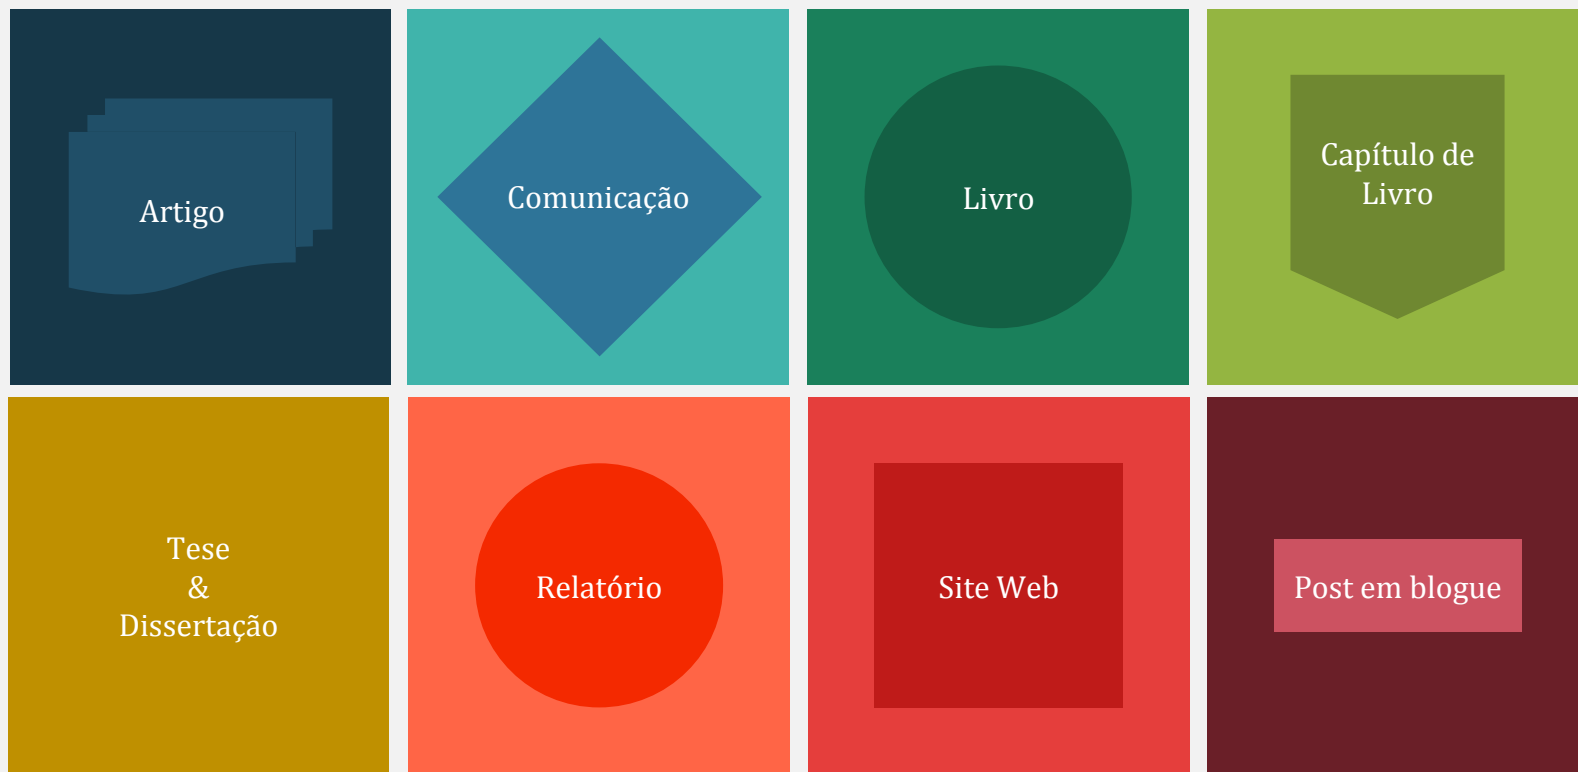 Artigo
Comunicação
Livro
Capítulo de
Livro
Tese
&
Dissertação
Relatório
Site Web
Post em blogue